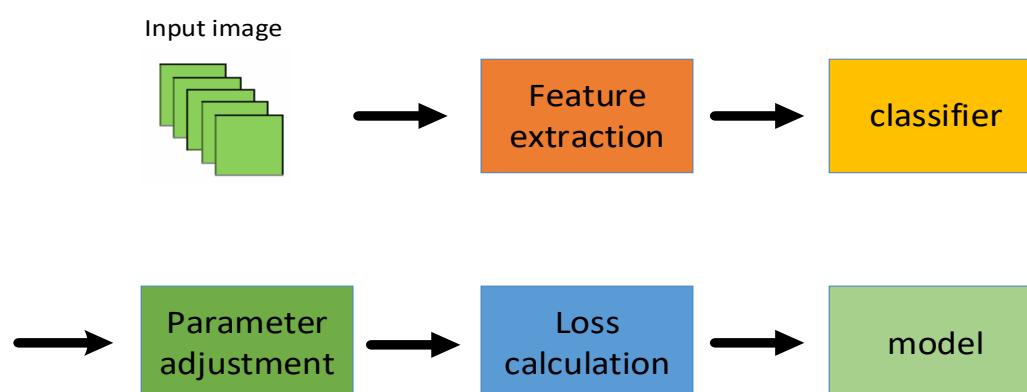 Input image
Feature
extraction
classifier
Parameter
adjustment
Loss
calculation
model